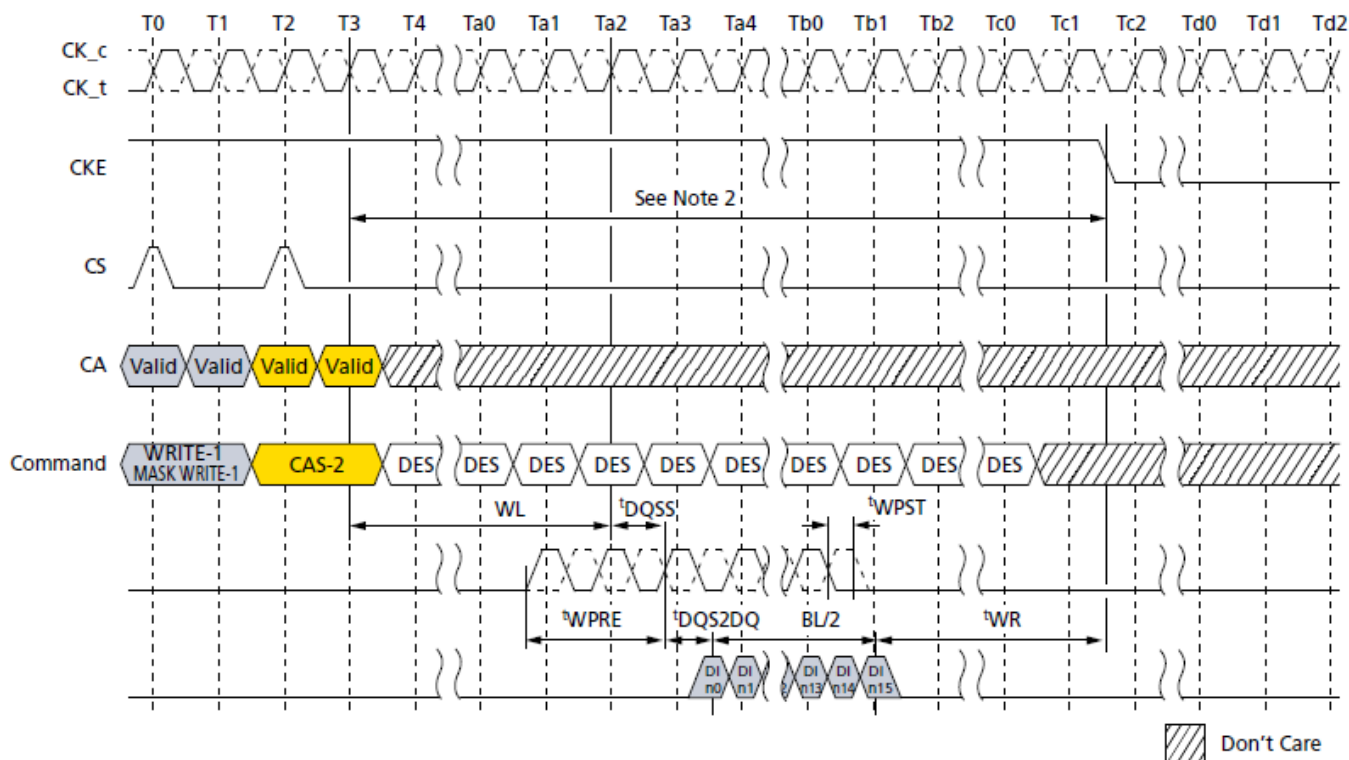 T0 T1 T2 T3 T4 Ta0 Ta1 Ta2 Ta3 Ta4 Tb0 Tb1 Tb2 Tc0 Tc1 Tc2 Td0 Td1 Td2
CK_c
CK_t
CKE
See Note 2
CS
CA Valid Valid Valid Valid
Command WRITE-1 MASK WRITE-1 CAS-2 DES DES DES DES DES DES DES DES DES DES
WL tDQSS tWPST
tWPRE tDQS2DQ BL/2 tWR
DI n0 DI n1 DI n13 DI n14 DI n15
Don't Care